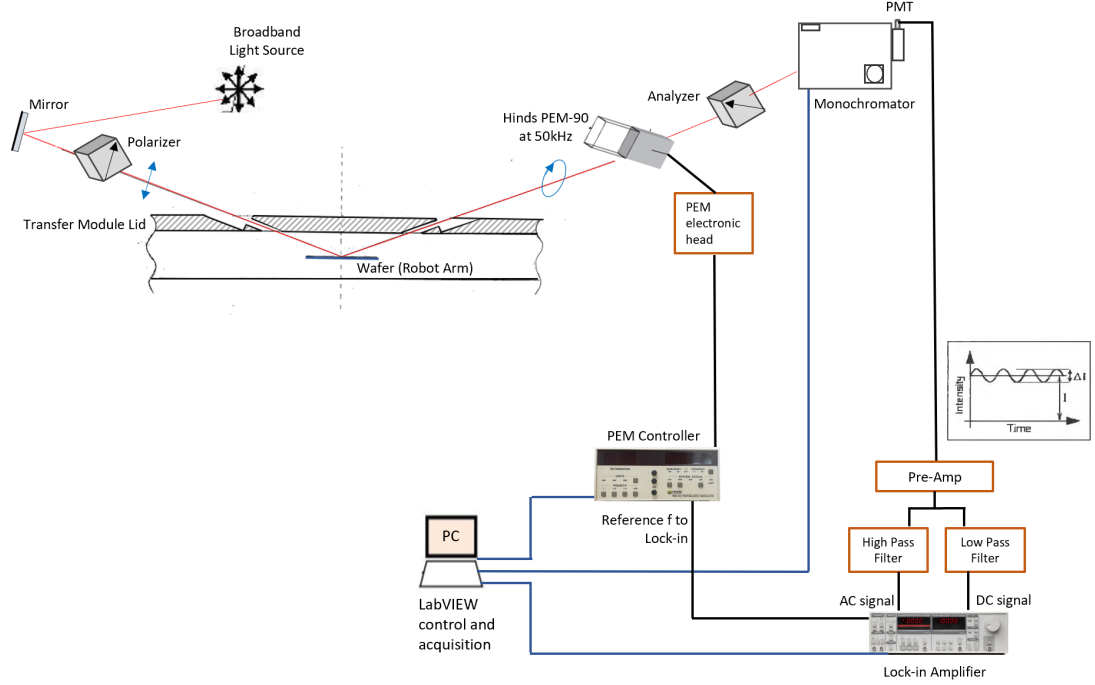 PMT
Broadband
Light Source
Mirror
Polarizer
Hinds PEM-90
at 50kHz
Analyzer
Monochromator
Transfer Module Lid
Wafer (Robot Arm)
PEM
electronic
head
Intensity
ΔI
I
Time
PEM Controller
Pre-Amp
Reference f to
Lock-in
PC
High Pass
Filter
Low Pass
Filter
AC signal
DC signal
LabVIEW
control and
acquisition
Lock-in Amplifier